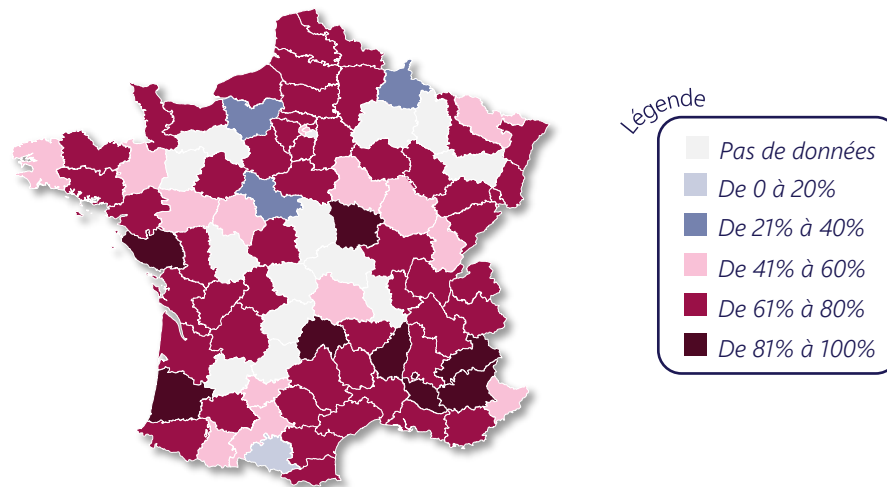 Légende
Pas de données
De 0 à 20%
De 21% à 40%
De 41% à 60%
De 61% à 80%
De 81% à 100%